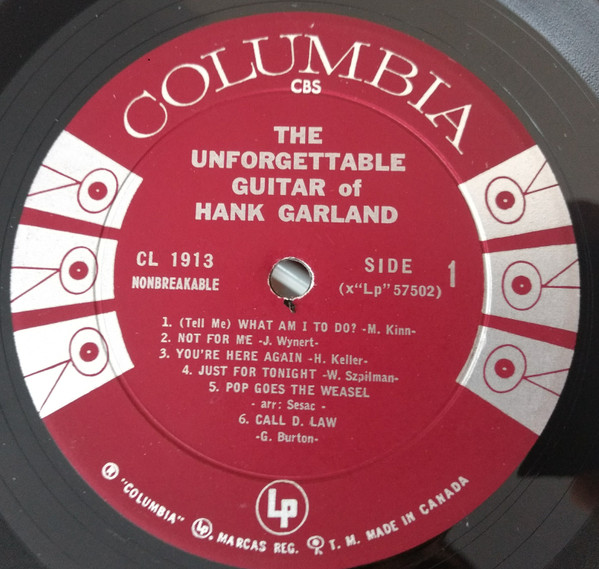 COLUMBIA
CBS
THE
UNFORGETTABLE
GUITAR of
HANK GARLAND
CL 1913
NONBREAKABLE
SIDE 1
(x"Lp" 57502)
1. (Tell Me) WHAT AM I TO DO? -M. Kinn-
2. NOT FOR ME -J. Wynert-
3. YOU'RE HERE AGAIN -H. Keller-
4. JUST FOR TONIGHT -W. Szpilman-
5. POP GOES THE WEASEL
- arr: Sesac -
6. CALL D. LAW
-G. Burton-
Lp
"COLUMBIA" Lp, MARCAS REG. T. M. MADE IN CANADA